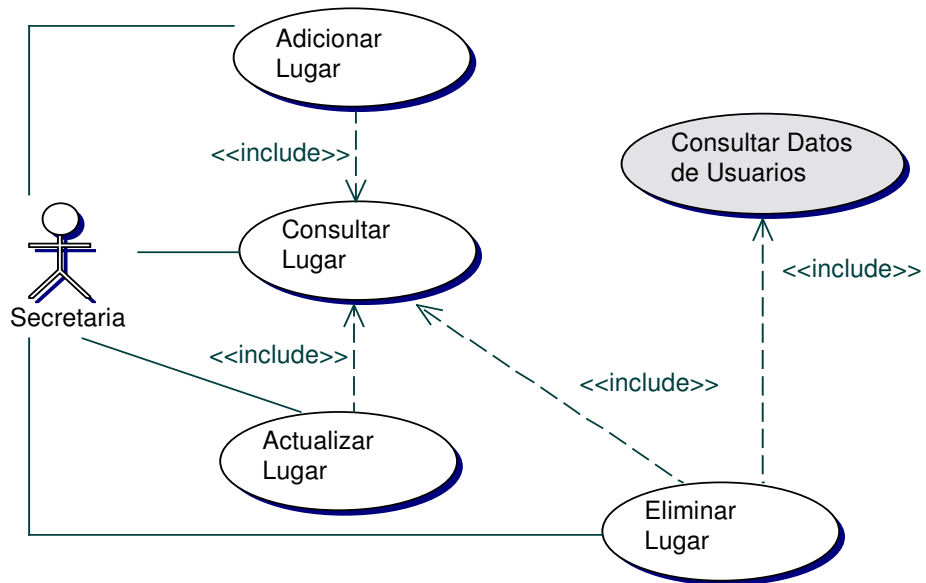 Adicionar
Lugar
<<include>>
Consultar Datos
de Usuarios
Consultar
Lugar
<<include>>
Secretaria
<<include>>
<<include>>
Actualizar
Lugar
Eliminar
Lugar